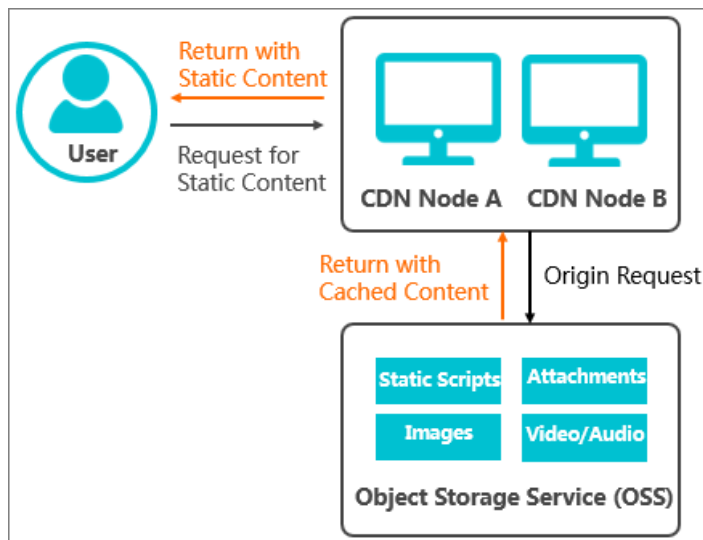 Return with
Static Content
User
Request for
Static Content
CDN Node A
CDN Node B
Return with
Cached Content
Origin Request
Static Scripts
Attachments
Images
Video/Audio
Object Storage Service (OSS)